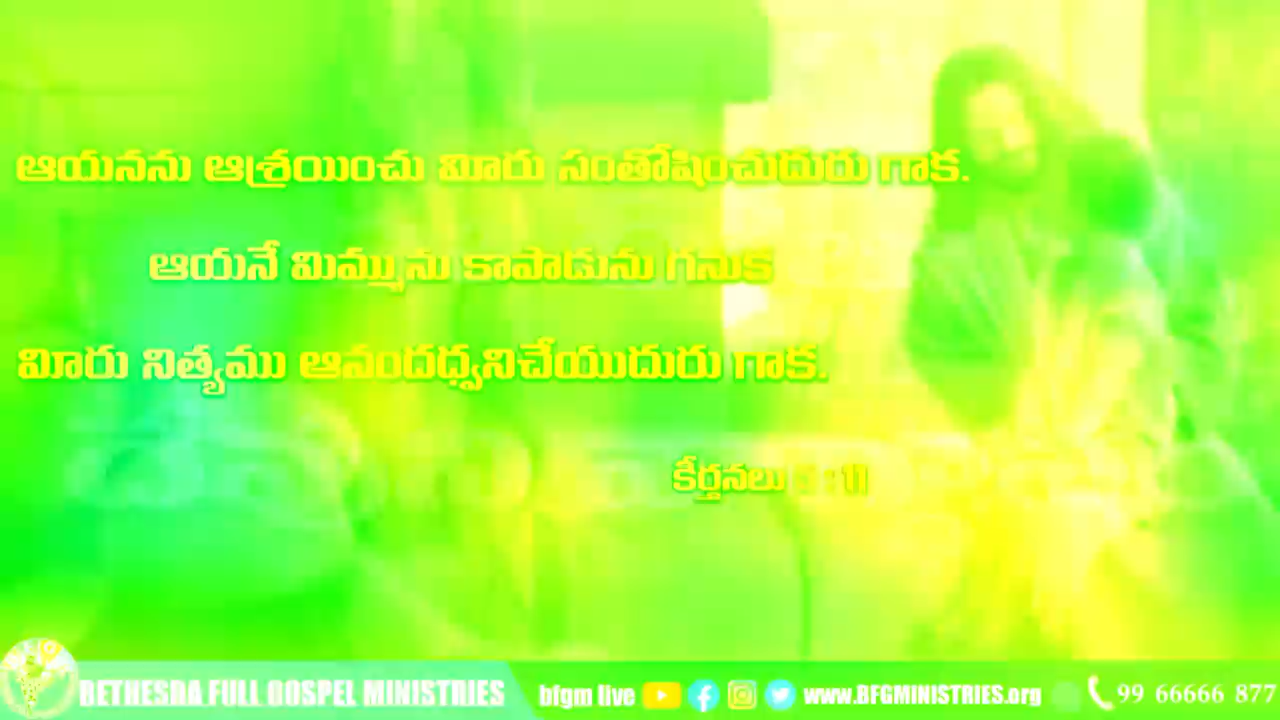 ఆయనను ఆశ్రయించు మీరు సంతోషించుదురు గాక.
ఆయనే మిమ్మును కాపాడును గనుక
మీరు నిత్యము ఆనందధ్వనిచేయుదురు గాక.
కీర్తనలు :11
BETHESDA FULL GOSPEL MINISTRIES bfgm live www.BFGMINISTRIES.org 99 66666 877